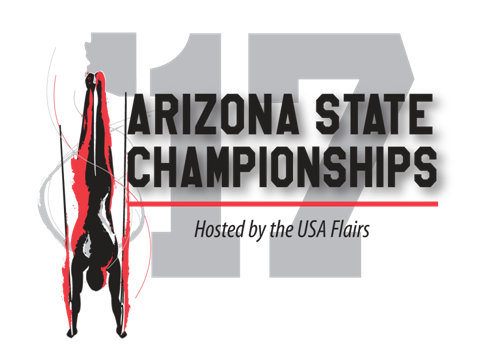 '17
ARIZONA STATE
CHAMPIONSHIPS
Hosted by the USA Flairs